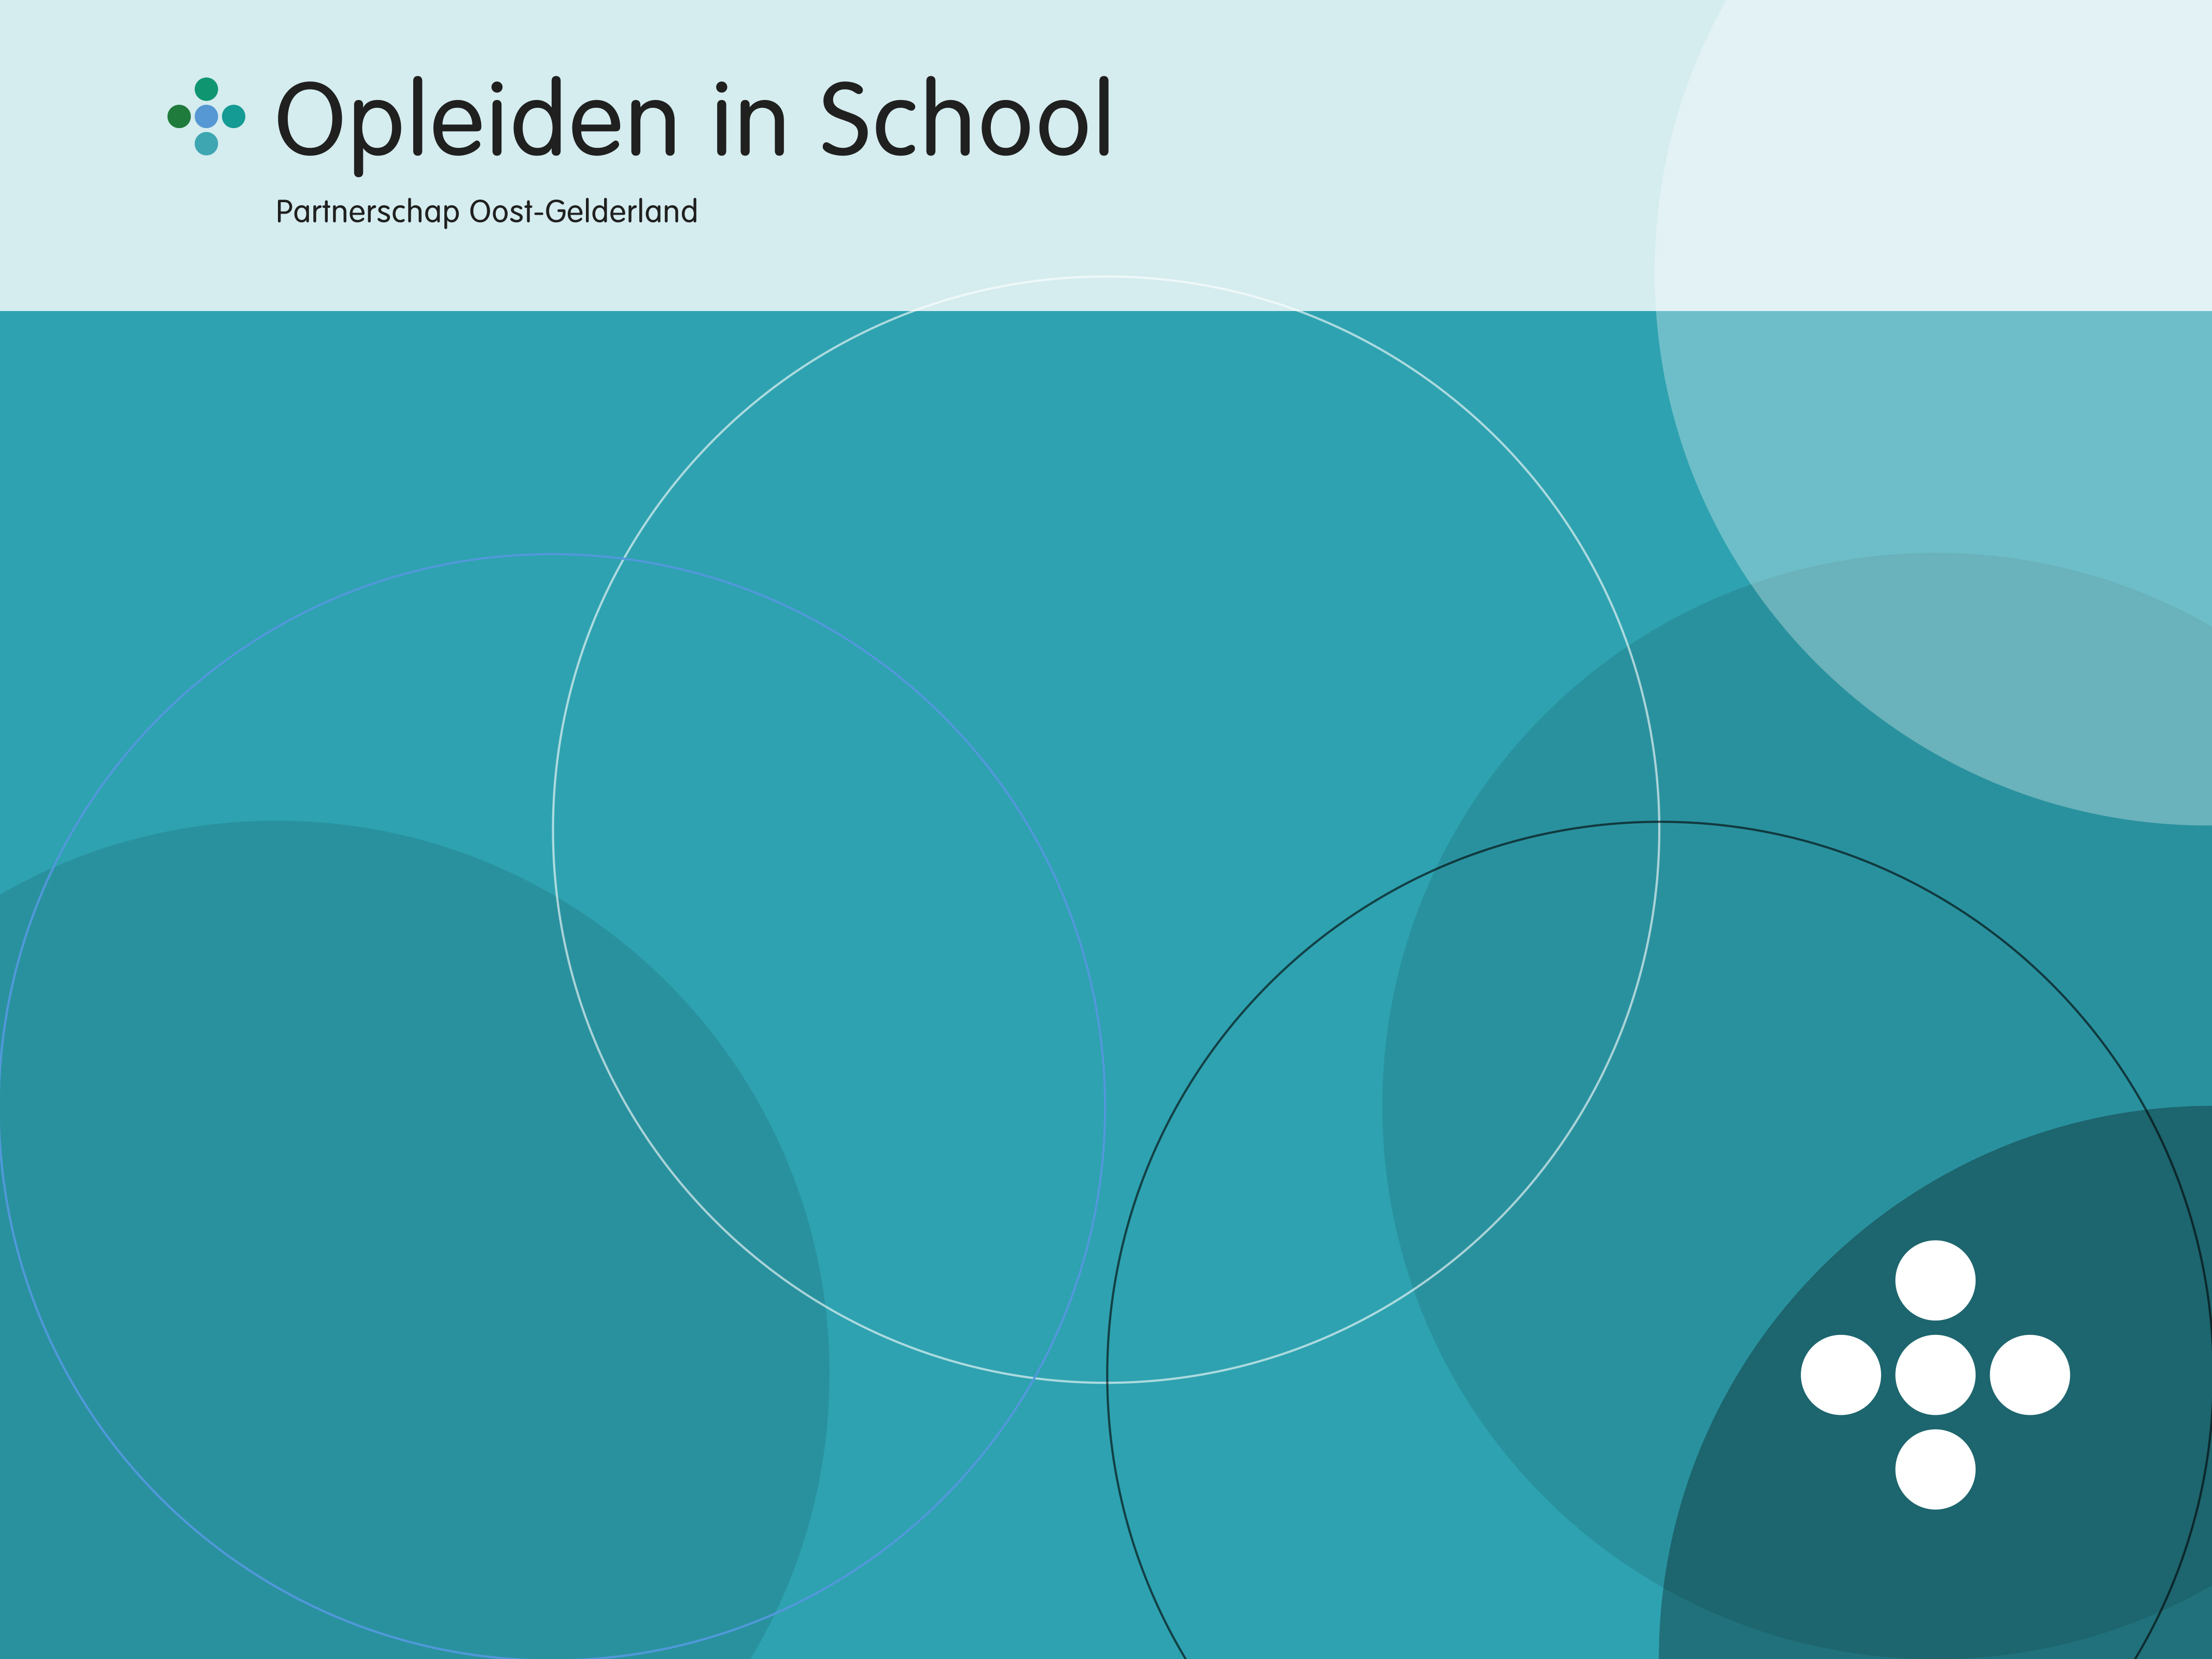 Opleiden in School
Partnerschap Oost-Gelderland